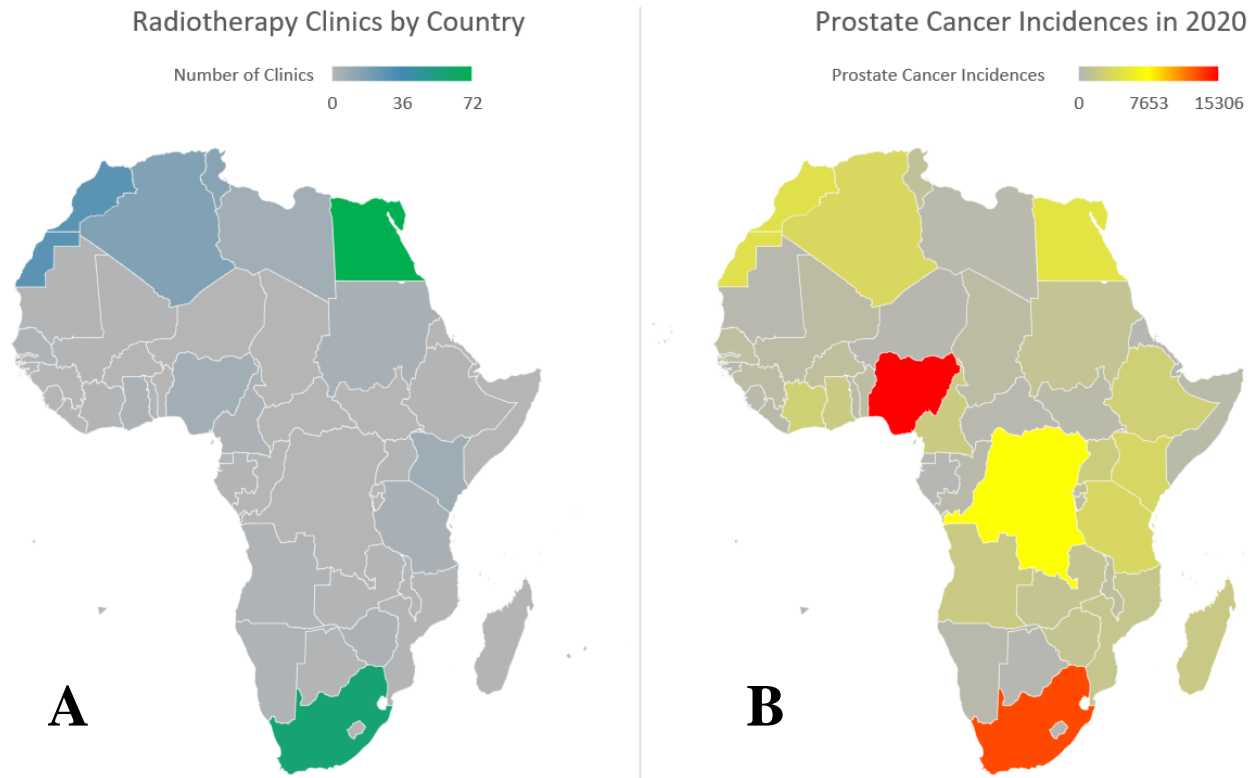 Radiotherapy Clinics by Country
Number of Clinics
0 36 72
A
Prostate Cancer Incidences in 2020
Prostate Cancer Incidences
0 7653 15306
B